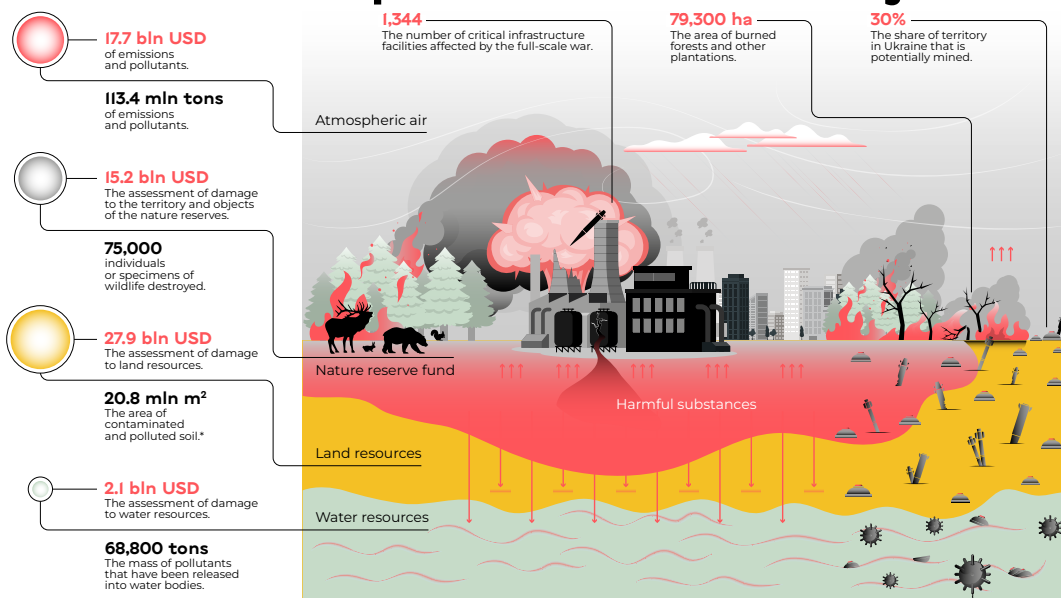 17.7 bln USD
of emissions
and pollutants.
113.4 mln tons
of emissions
and pollutants.
Atmospheric air
15.2 bln USD
The assessment of damage
to the territory and objects
of the nature reserves.
75,000
individuals
or specimens of
wildlife destroyed.
Nature reserve fund
27.9 bln USD
The assessment of damage
to land resources.
20.8 mln m²
The area of
contaminated
and polluted soil.*
Land resources
2.1 bln USD
The assessment of damage
to water resources.
68,800 tons
The mass of pollutants
that have been released
into water bodies.
Water resources
1,344
The number of critical infrastructure
facilities affected by the full-scale war.
79,300 ha
The area of burned
forests and other
plantations.
30%
The share of territory
in Ukraine that is
potentially mined.
Harmful substances